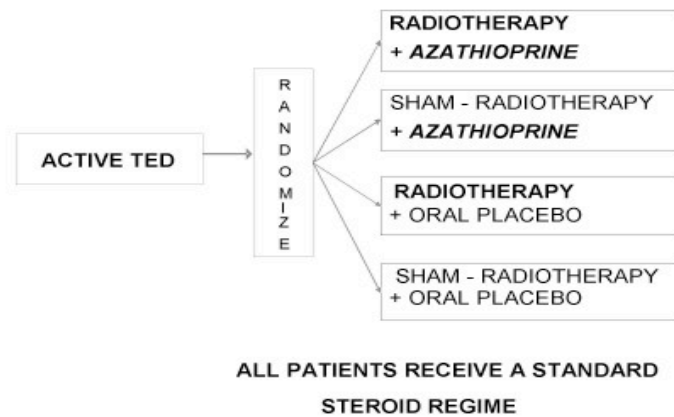 ACTIVE TED
RANDOMIZE
RADIOTHERAPY
+ AZATHIOPRINE
SHAM - RADIOTHERAPY
+ AZATHIOPRINE
RADIOTHERAPY
+ ORAL PLACEBO
SHAM - RADIOTHERAPY
+ ORAL PLACEBO
ALL PATIENTS RECEIVE A STANDARD
STEROID REGIME